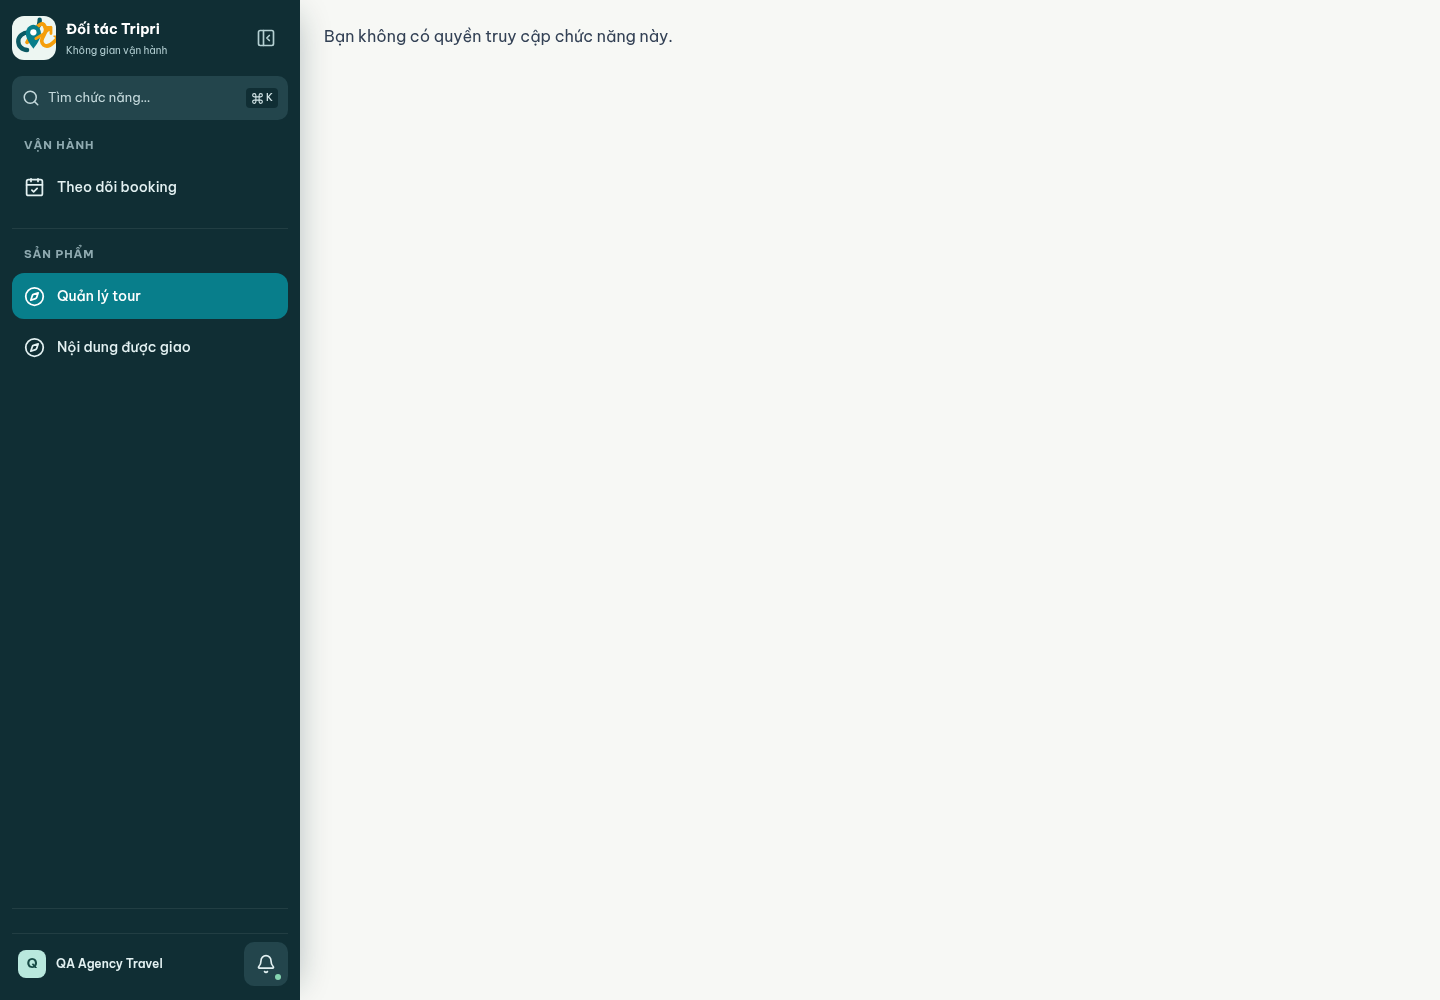 Đối tác Tripri
Không gian vận hành
Tìm chức năng...
⌘K
VẬN HÀNH
Theo dõi booking
SẢN PHẨM
Quản lý tour
Nội dung được giao
Q
QA Agency Travel
Bạn không có quyền truy cập chức năng này.